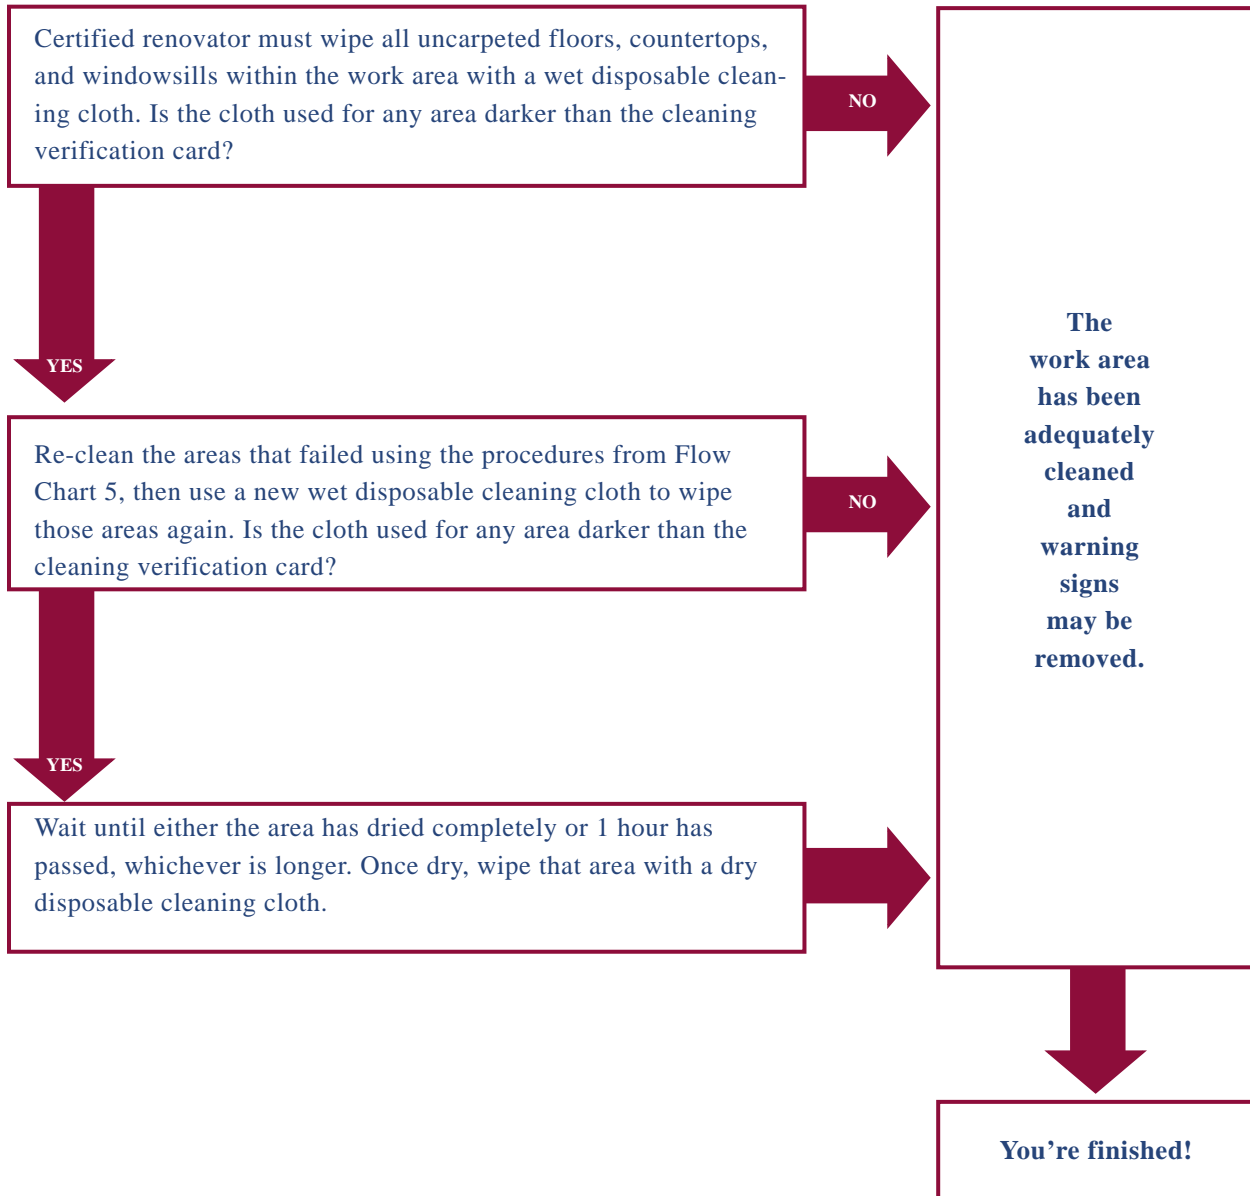 Certified renovator must wipe all uncarpeted floors, countertops,
and windowsills within the work area with a wet disposable clean-
ing cloth. Is the cloth used for any area darker than the cleaning
verification card?
NO
YES
Re-clean the areas that failed using the procedures from Flow
Chart 5, then use a new wet disposable cleaning cloth to wipe
those areas again. Is the cloth used for any area darker than the
cleaning verification card?
NO
YES
Wait until either the area has dried completely or 1 hour has
passed, whichever is longer. Once dry, wipe that area with a dry
disposable cleaning cloth.
The
work area
has been
adequately
cleaned
and
warning
signs
may be
removed.
You’re finished!